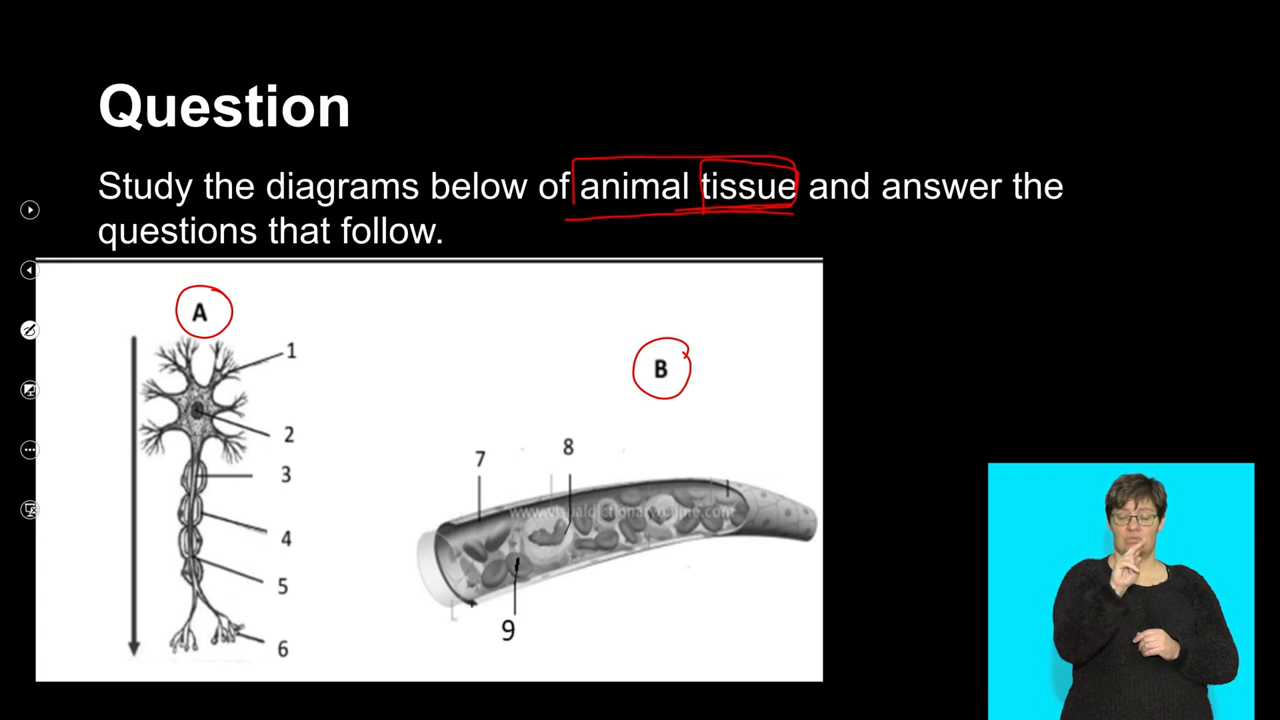 Question
Study the diagrams below of animal tissue and answer the
questions that follow.
A
B
1
2
3
4
5
6
7
8
9